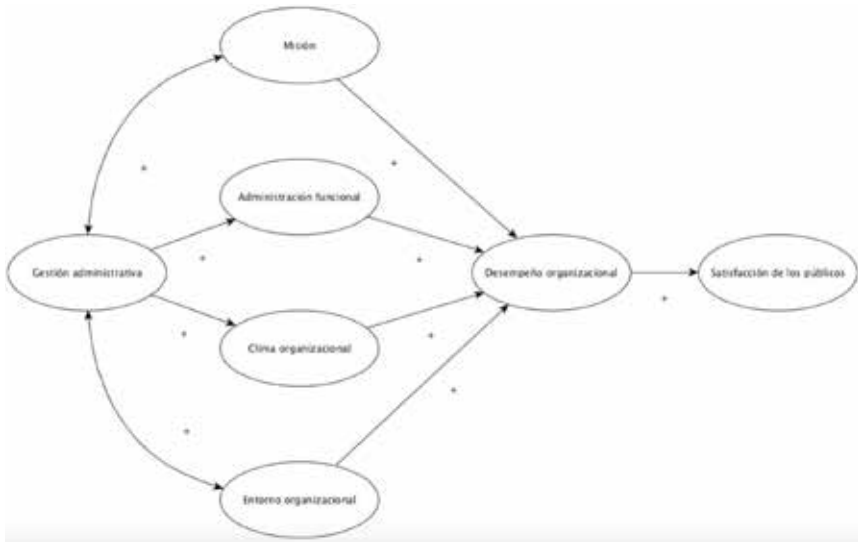 Misión
+
+
Administración funcional
+
+
Gestión administrativa
Desempeño organizacional
Satisfacción de los públicos
+
+
+
Clima organizacional
+
+
Entorno organizacional